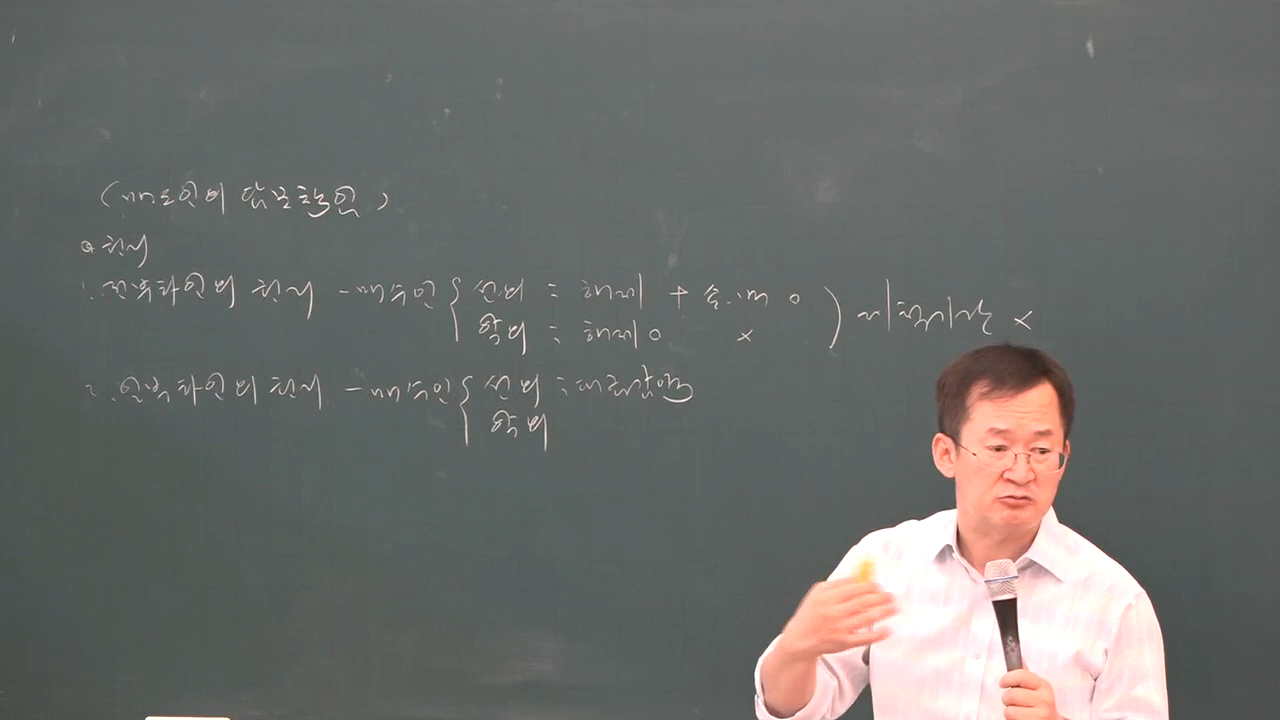 (매도인의 담보책임)
⊙ 권리
1. 전부타인의 권리 - 매수인 { 선의 : 해제 + 손·배 o ) 제척기간 x
악의 : 해제 o x
2. 일부타인의 권리 - 매수인 { 선의 : 대금감액
악의